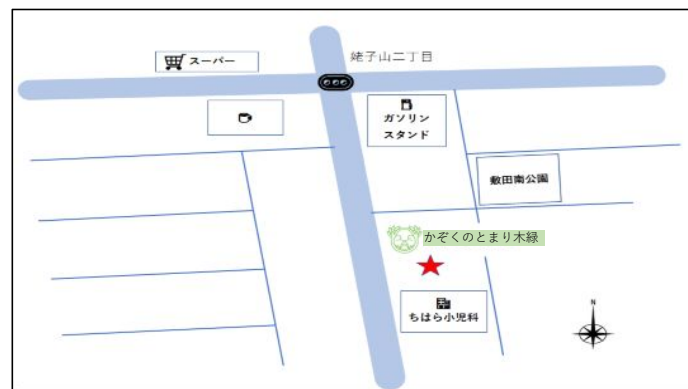 姥子山二丁目
スーパー
ガソリン
スタンド
敷田南公園
かぞくのとまり木緑
ちはら小児科
N